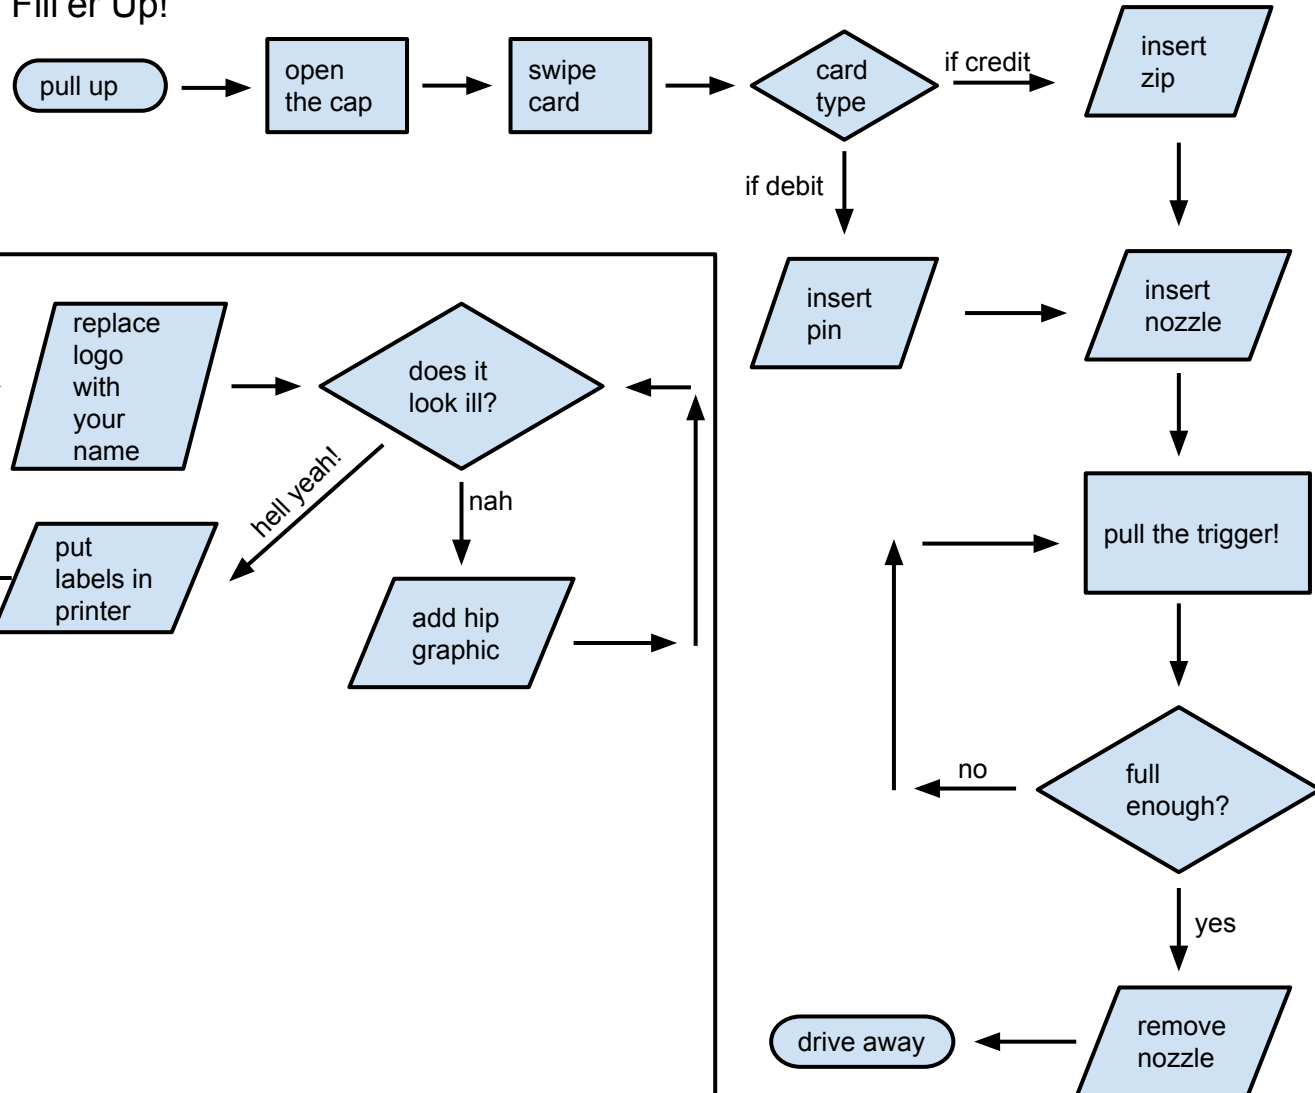 Fill er Up!
pull up
open
the cap
swipe
card
card
type
if credit
insert
zip
if debit
insert
pin
insert
nozzle
replace
logo
with
your
name
does it
look ill?
hell yeah!
nah
put
labels in
printer
add hip
graphic
pull the trigger!
no
full
enough?
yes
remove
nozzle
drive away